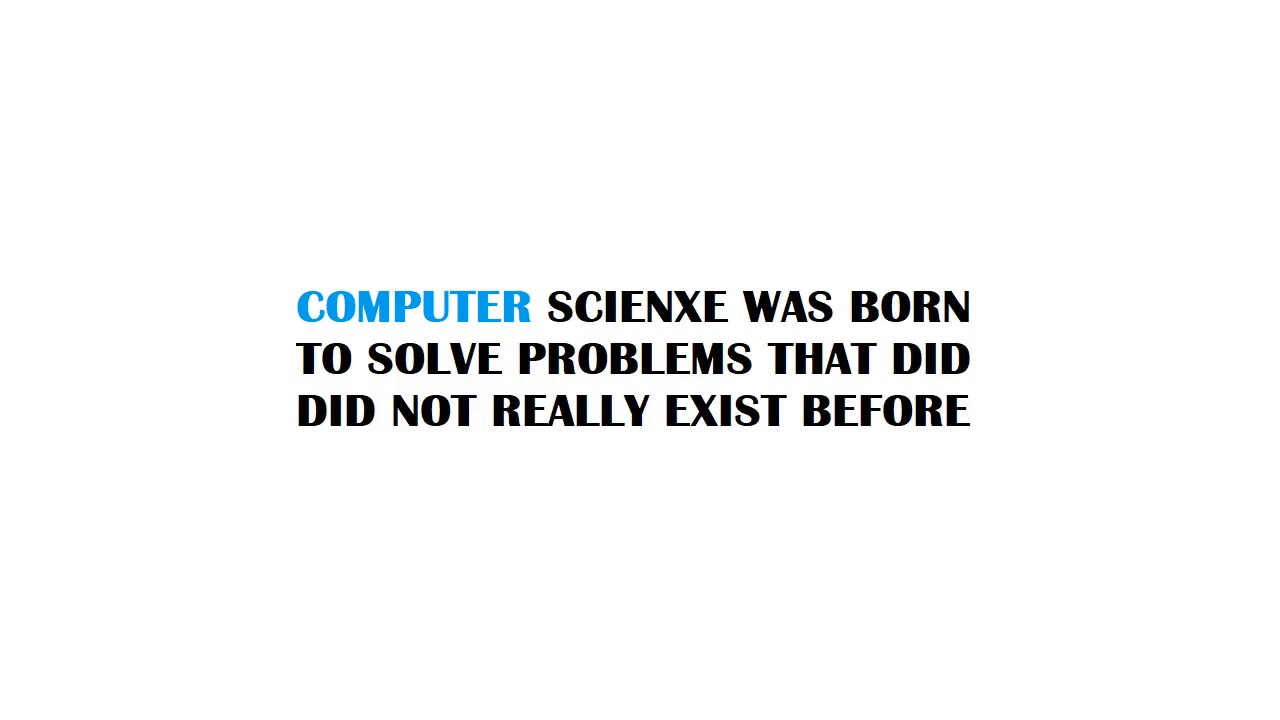 COMPUTER SCIENXE WAS BORN
TO SOLVE PROBLEMS THAT DID
DID NOT REALLY EXIST BEFORE